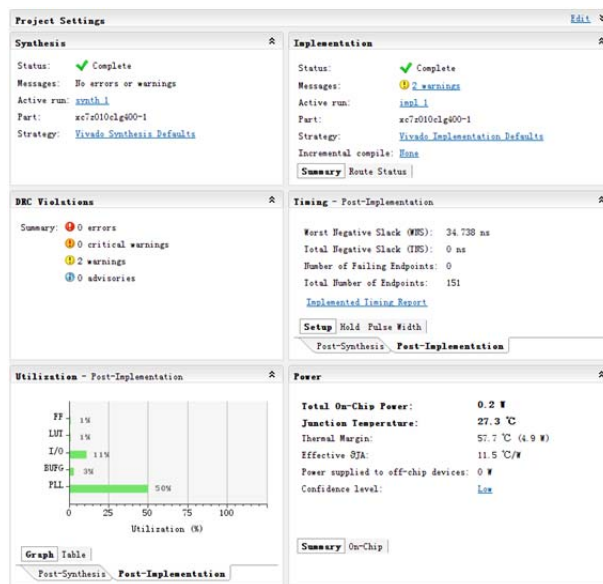 Project Settings
Edit
Synthesis
Status: Complete
Messages: No errors or warnings
Active run: synth_1
Part: xc7z010clg400-1
Strategy: Vivado Synthesis Defaults
Implementation
Status: Complete
Messages: 2 warnings
Active run: impl_1
Part: xc7z010clg400-1
Strategy: Vivado Implementation Defaults
Incremental compile: None
Summary Route Status
DRC Violations
Summary: 0 errors
0 critical warnings
2 warnings
0 advisories
Timing - Post-Implementation
Worst Negative Slack (WNS): 34.738 ns
Total Negative Slack (TNS): 0 ns
Number of Failing Endpoints: 0
Total Number of Endpoints: 151
Implemented Timing Report
Setup Hold Pulse Width
Post-Synthesis Post-Implementation
Utilization - Post-Implementation
FF 1%
LUT 1%
I/O 11%
BUFG 3%
PLL 50%
0 25 50 75 100
Utilization (%)
Graph Table
Post-Synthesis Post-Implementation
Power
Total On-Chip Power: 0.2 W
Junction Temperature: 27.3 ℃
Thermal Margin: 57.7 ℃ (4.9 W)
Effective ϑJA: 11.5 ℃/W
Power supplied to off-chip devices: 0 W
Confidence level: Low
Summary On-Chip